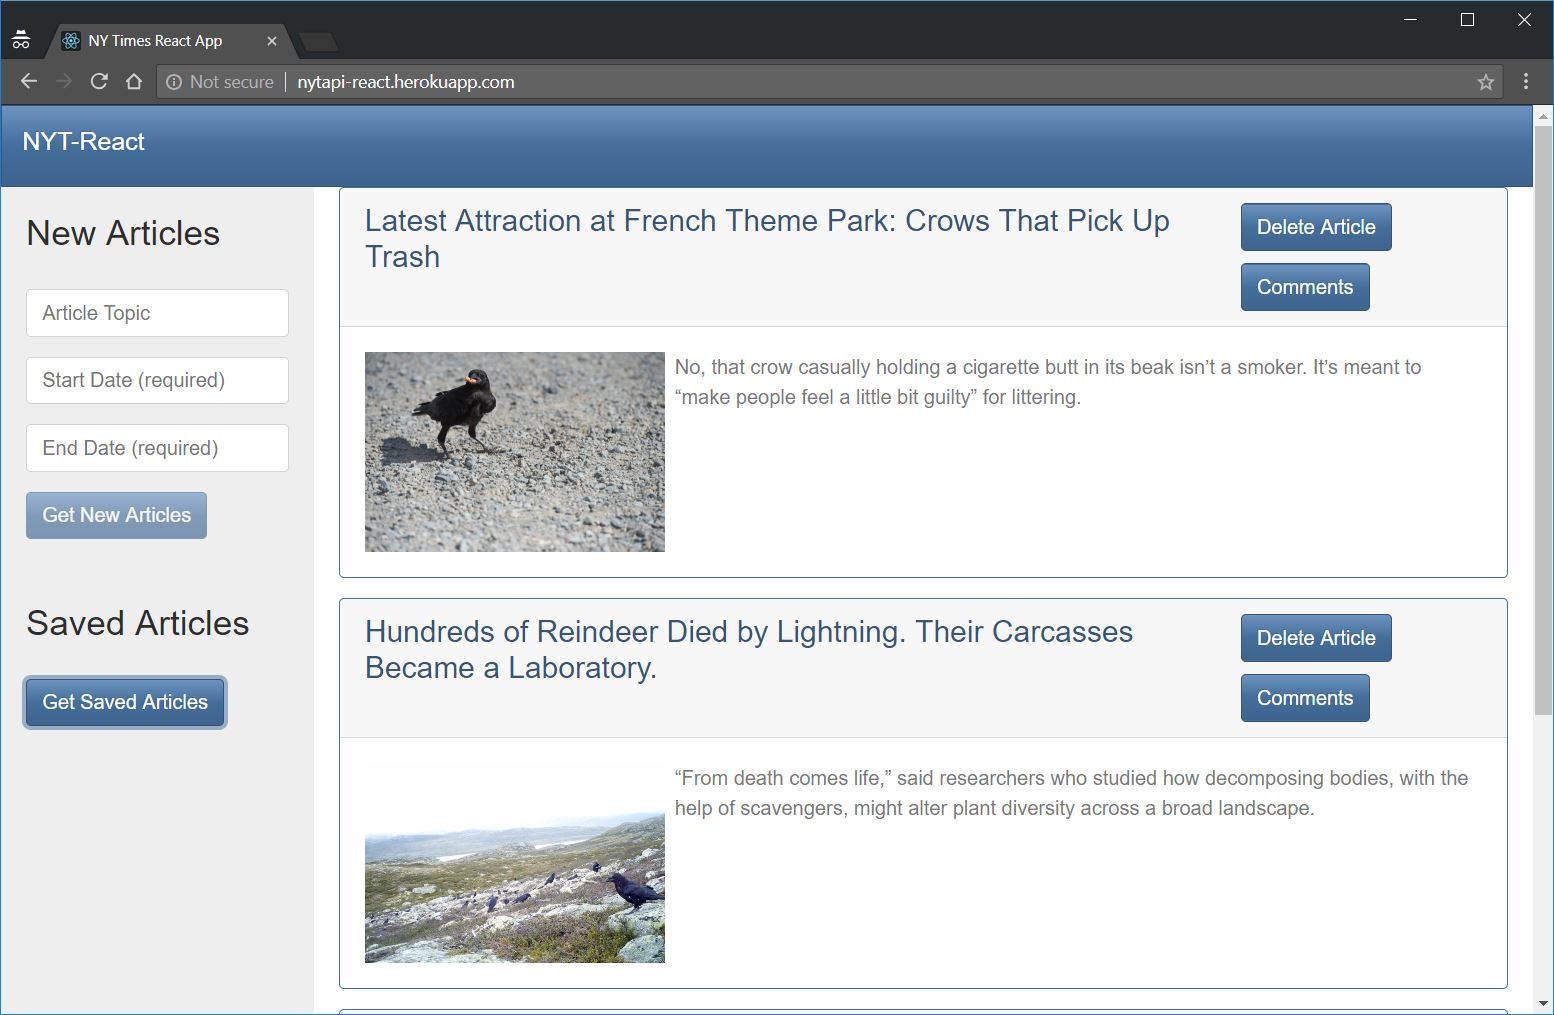 NY Times React App
Not secure
nytapi-react.herokuapp.com
NYT-React
New Articles
Article Topic
Start Date (required)
End Date (required)
Get New Articles
Saved Articles
Get Saved Articles
Latest Attraction at French Theme Park: Crows That Pick Up
Trash
Delete Article
Comments
No, that crow casually holding a cigarette butt in its beak isn’t a smoker. It’s meant to
“make people feel a little bit guilty” for littering.
Hundreds of Reindeer Died by Lightning. Their Carcasses
Became a Laboratory.
Delete Article
Comments
“From death comes life,” said researchers who studied how decomposing bodies, with the
help of scavengers, might alter plant diversity across a broad landscape.